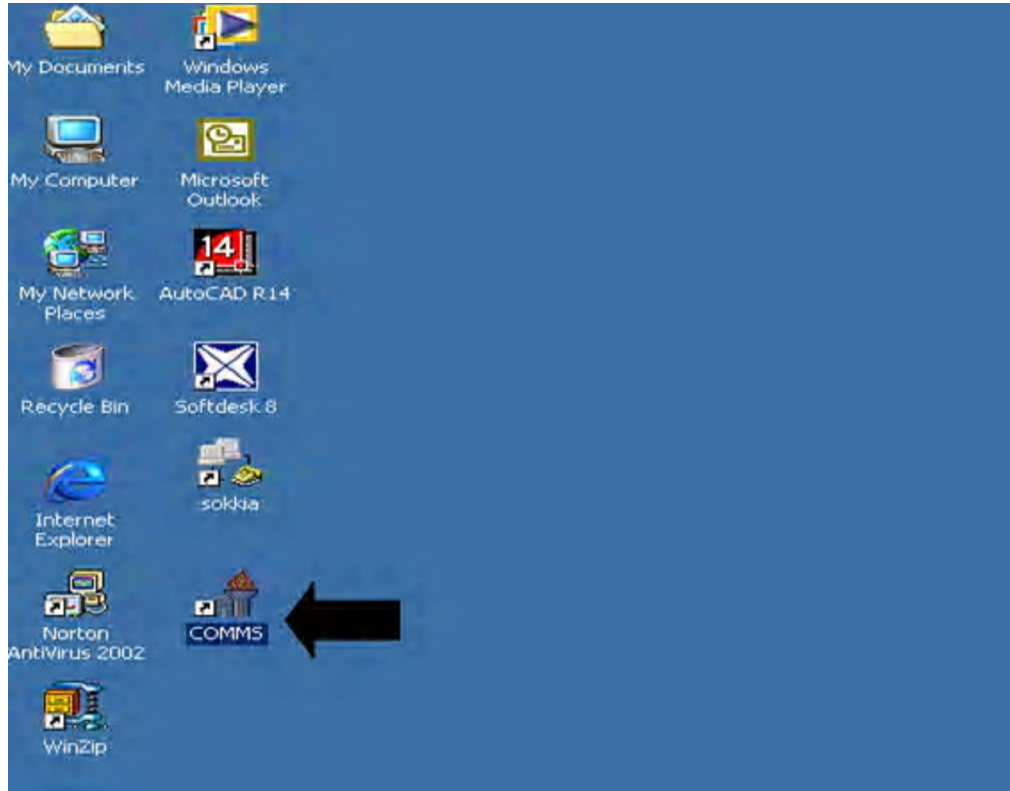 My Documents
Windows
Media Player
My Computer
Microsoft
Outlook
My Network
Places
14
AutoCAD R14
Recycle Bin
Softdesk 8
sokkia
Internet
Explorer
Norton
AntiVirus 2002
COMMS
WinZip